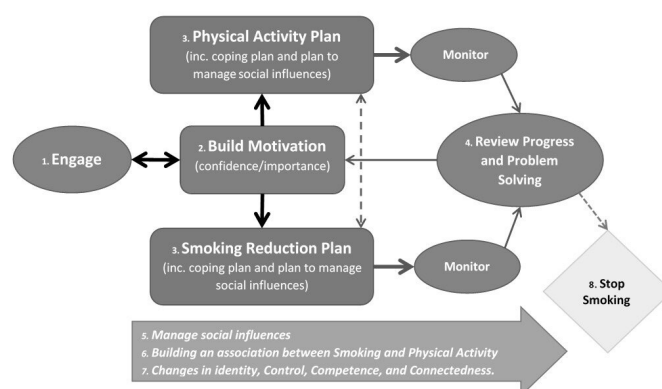 3. Physical Activity Plan
(inc. coping plan and plan to
manage social influences)
Monitor
1. Engage
2. Build Motivation
(confidence/importance)
4. Review Progress
and Problem
Solving
3. Smoking Reduction Plan
(inc. coping plan and plan to manage
social influences)
Monitor
8. Stop
Smoking
5. Manage social influences
6. Building an association between Smoking and Physical Activity
7. Changes in identity, Control, Competence, and Connectedness.